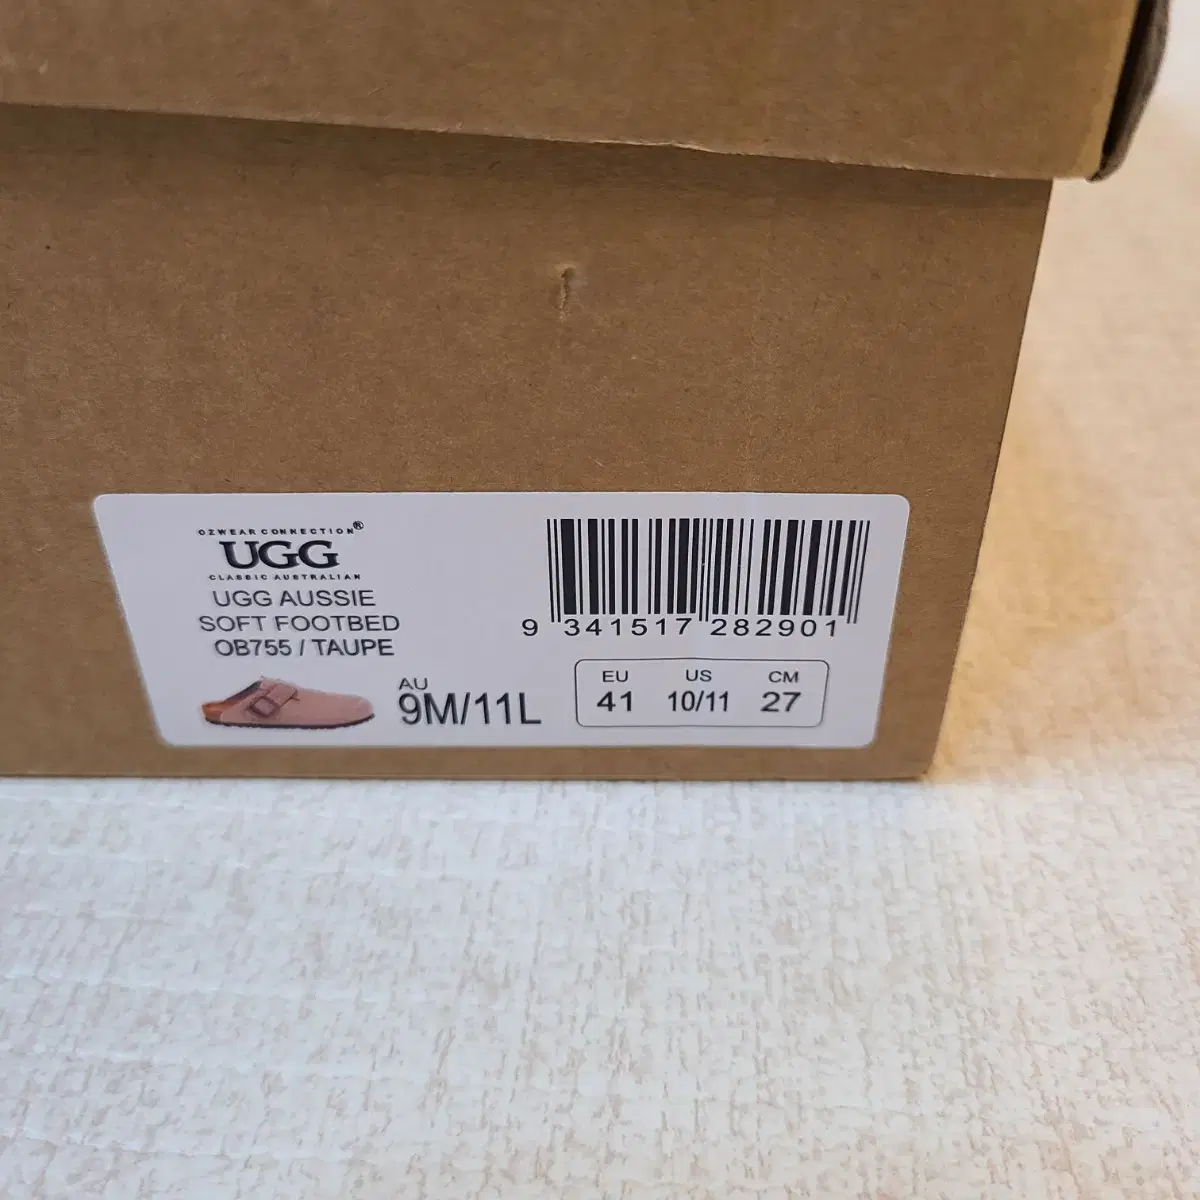 OZWEAR CONNECTION®
UGG
CLASSIC AUSTRALIAN
UGG AUSSIE
SOFT FOOTBED
OB755 / TAUPE
AU
9M/11L
9 341517 282901
EU US CM
41 10/11 27